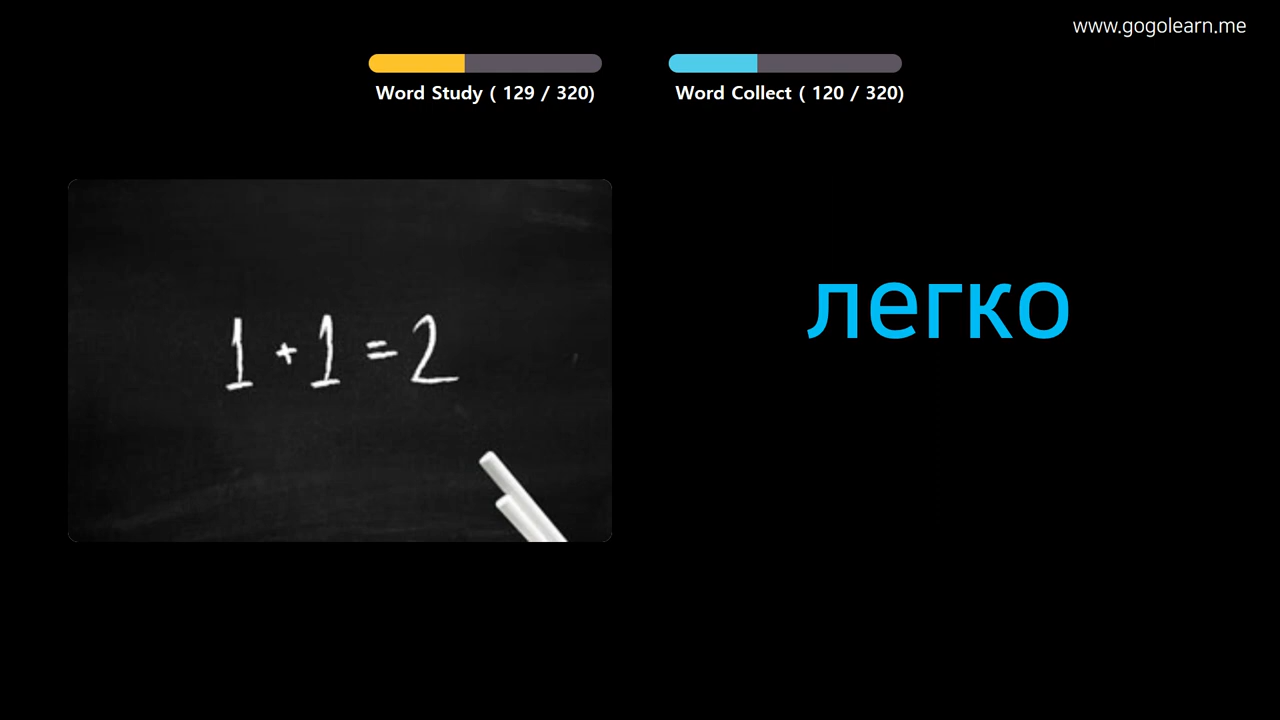 www.gogolearn.me
Word Study ( 129 / 320)
Word Collect ( 120 / 320)
1 + 1 = 2
легко